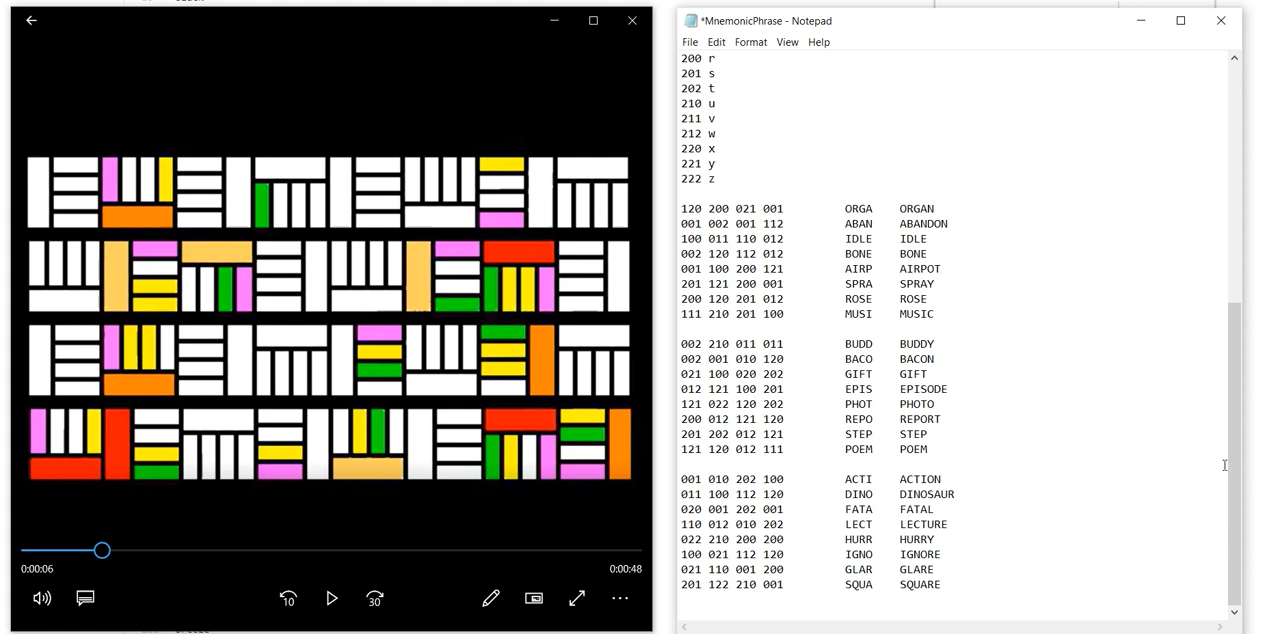 *MnemonicPhrase - Notepad
File Edit Format View Help
200 r
201 s
202 t
210 u
211 v
212 w
220 x
221 y
222 z
120 200 021 001 ORGA ORGAN
001 002 001 112 ABAN ABANDON
100 011 110 012 IDLE IDLE
002 120 112 012 BONE BONE
001 100 200 121 AIRP AIRPOT
201 121 200 001 SPRA SPRAY
200 120 201 012 ROSE ROSE
111 210 201 100 MUSI MUSIC
002 210 011 011 BUDD BUDDY
002 001 010 120 BACO BACON
021 100 020 202 GIFT GIFT
012 121 100 201 EPIS EPISODE
121 022 120 202 PHOT PHOTO
200 012 121 120 REPO REPORT
201 202 012 121 STEP STEP
121 120 012 111 POEM POEM
001 010 202 100 ACTI ACTION
011 100 112 120 DINO DINOSAUR
020 001 202 001 FATA FATAL
110 012 010 202 LECT LECTURE
022 210 200 200 HURR HURRY
100 021 112 120 IGNO IGNORE
021 110 001 200 GLAR GLARE
201 122 210 001 SQUA SQUARE
0:00:06 0:00:48
10 30